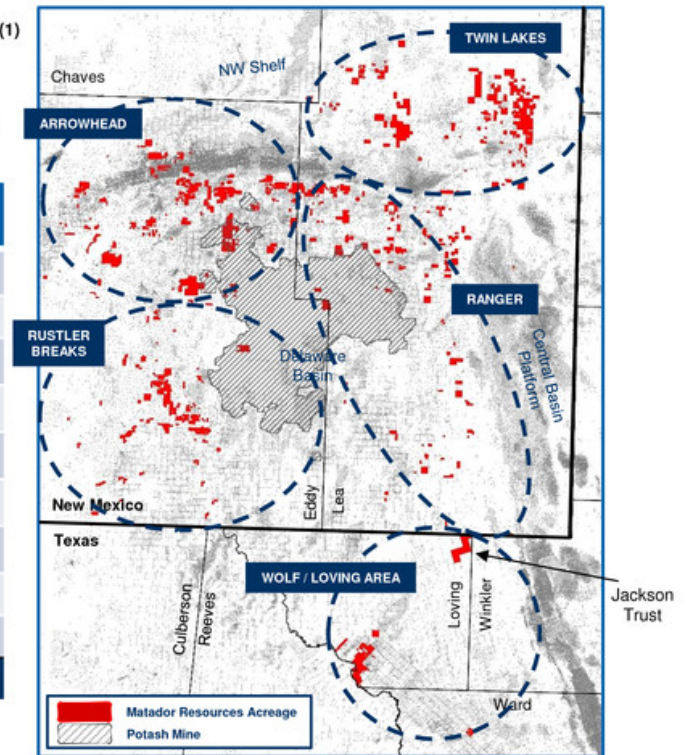 (1)
TWIN LAKES
NW Shelf
Chaves
ARROWHEAD
RANGER
RUSTLER
BREAKS
Delaware
Basin
Central Basin
Platform
Eddy
Lea
New Mexico
Texas
WOLF / LOVING AREA
Culberson
Reeves
Loving
Winkler
Jackson
Trust
Ward
Matador Resources Acreage
Potash Mine